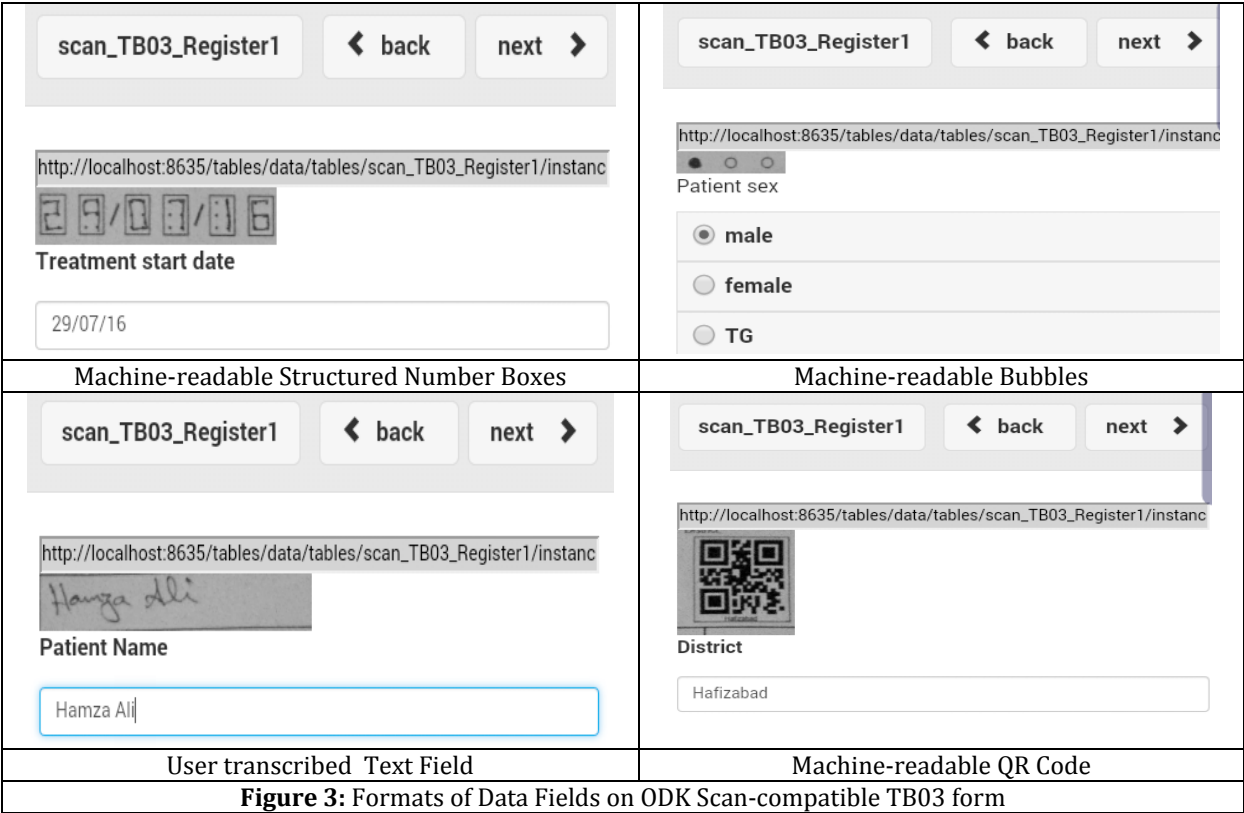 scan_TB03_Register1 back next
http://localhost:8635/tables/data/tables/scan_TB03_Register1/instanc
29/07/16
Treatment start date
29/07/16
Machine-readable Structured Number Boxes
scan_TB03_Register1 back next
http://localhost:8635/tables/data/tables/scan_TB03_Register1/instanc
Patient sex
male
female
TG
Machine-readable Bubbles
scan_TB03_Register1 back next
http://localhost:8635/tables/data/tables/scan_TB03_Register1/instanc
Hamza Ali
Patient Name
Hamza Ali
User transcribed Text Field
scan_TB03_Register1 back next
http://localhost:8635/tables/data/tables/scan_TB03_Register1/instanc
Hafizabad
District
Hafizabad
Machine-readable QR Code
Figure 3: Formats of Data Fields on ODK Scan-compatible TB03 form